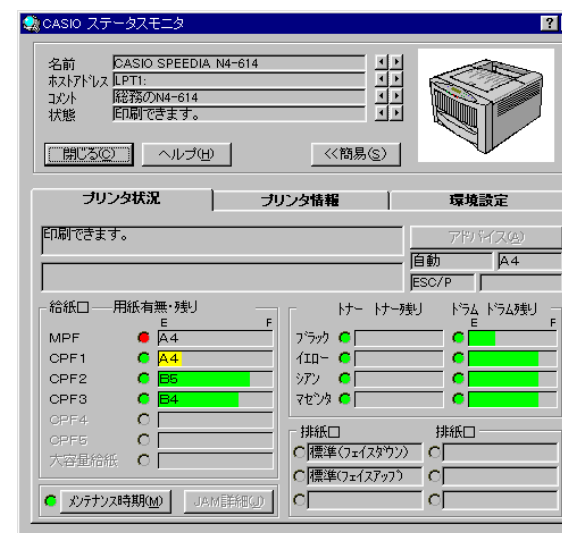 CASIO ステータスモニタ
?
名前 CASIO SPEEDIA N4-614
ホストアドレス LPT1:
コメント 総務のN4-614
状態 印刷できます。
閉じる(C) ヘルプ(H) <<簡易(S)
プリンタ状況 プリンタ情報 環境設定
印刷できます。
アドバイス(A)
自動 A4
ESC/P
給紙口 用紙有無・残り
E F
MPF A4
CPF1 A4
CPF2 B5
CPF3 B4
CPF4
CPF5
大容量給紙
メンテナンス時期(M) JAM詳細(J)
トナー トナー残り ドラム ドラム残り
E F
ブラック
イエロー
シアン
マゼンタ
排紙口 排紙口
標準(フェイスダウン)
標準(フェイスアップ)